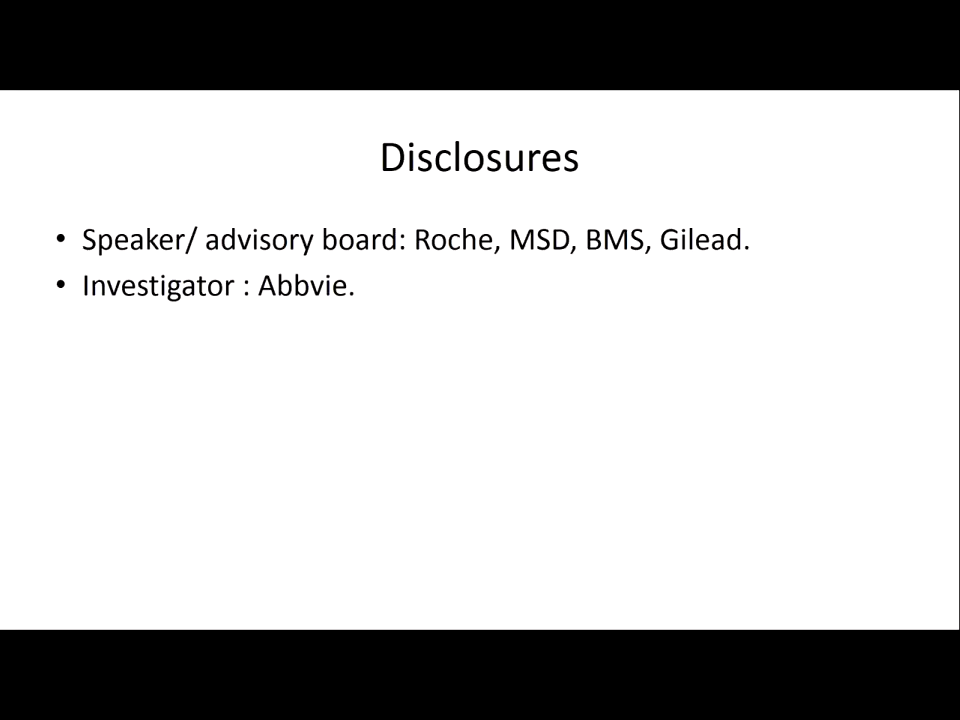 Disclosures
• Speaker/ advisory board: Roche, MSD, BMS, Gilead.
• Investigator : Abbvie.